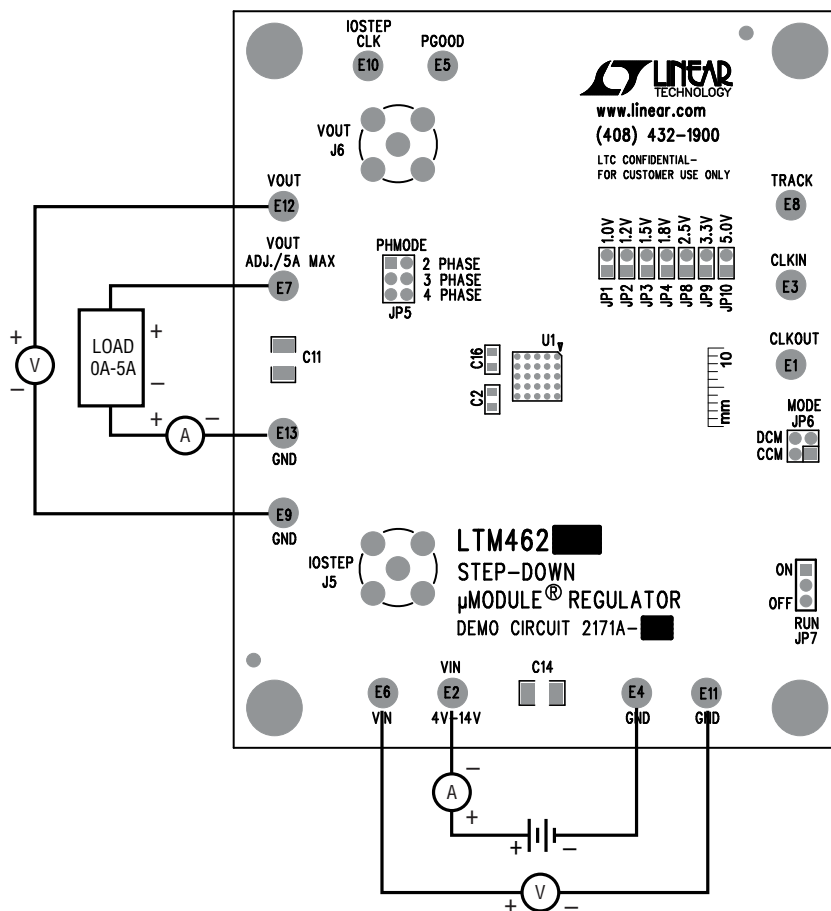 IOSTEP
CLK
PGOOD
E10
E5
VOUT
J6
LINEAR
TECHNOLOGY
www.linear.com
(408) 432-1900
LTC CONFIDENTIAL-
FOR CUSTOMER USE ONLY
VOUT
E12
TRACK
E8
VOUT
ADJ./5A MAX
E7
PHMODE
2 PHASE
3 PHASE
4 PHASE
JP5
1.0V
1.2V
1.5V
1.8V
2.5V
3.3V
5.0V
JP1
JP2
JP3
JP4
JP8
JP9
JP10
CLKIN
E3
+
V
–
LOAD
0A-5A
+
–
C11
C16
C2
U1
10
mm
CLKOUT
E1
MODE
JP6
DCM
CCM
+
A
–
E13
GND
E9
GND
IOSTEP
J5
LTM462
STEP-DOWN
µMODULE® REGULATOR
DEMO CIRCUIT 2171A-
ON
OFF
RUN
JP7
VIN
C14
E6
E2
E4
E11
VIN
4V-14V
GND
GND
–
A
+
+
–
+
V
–